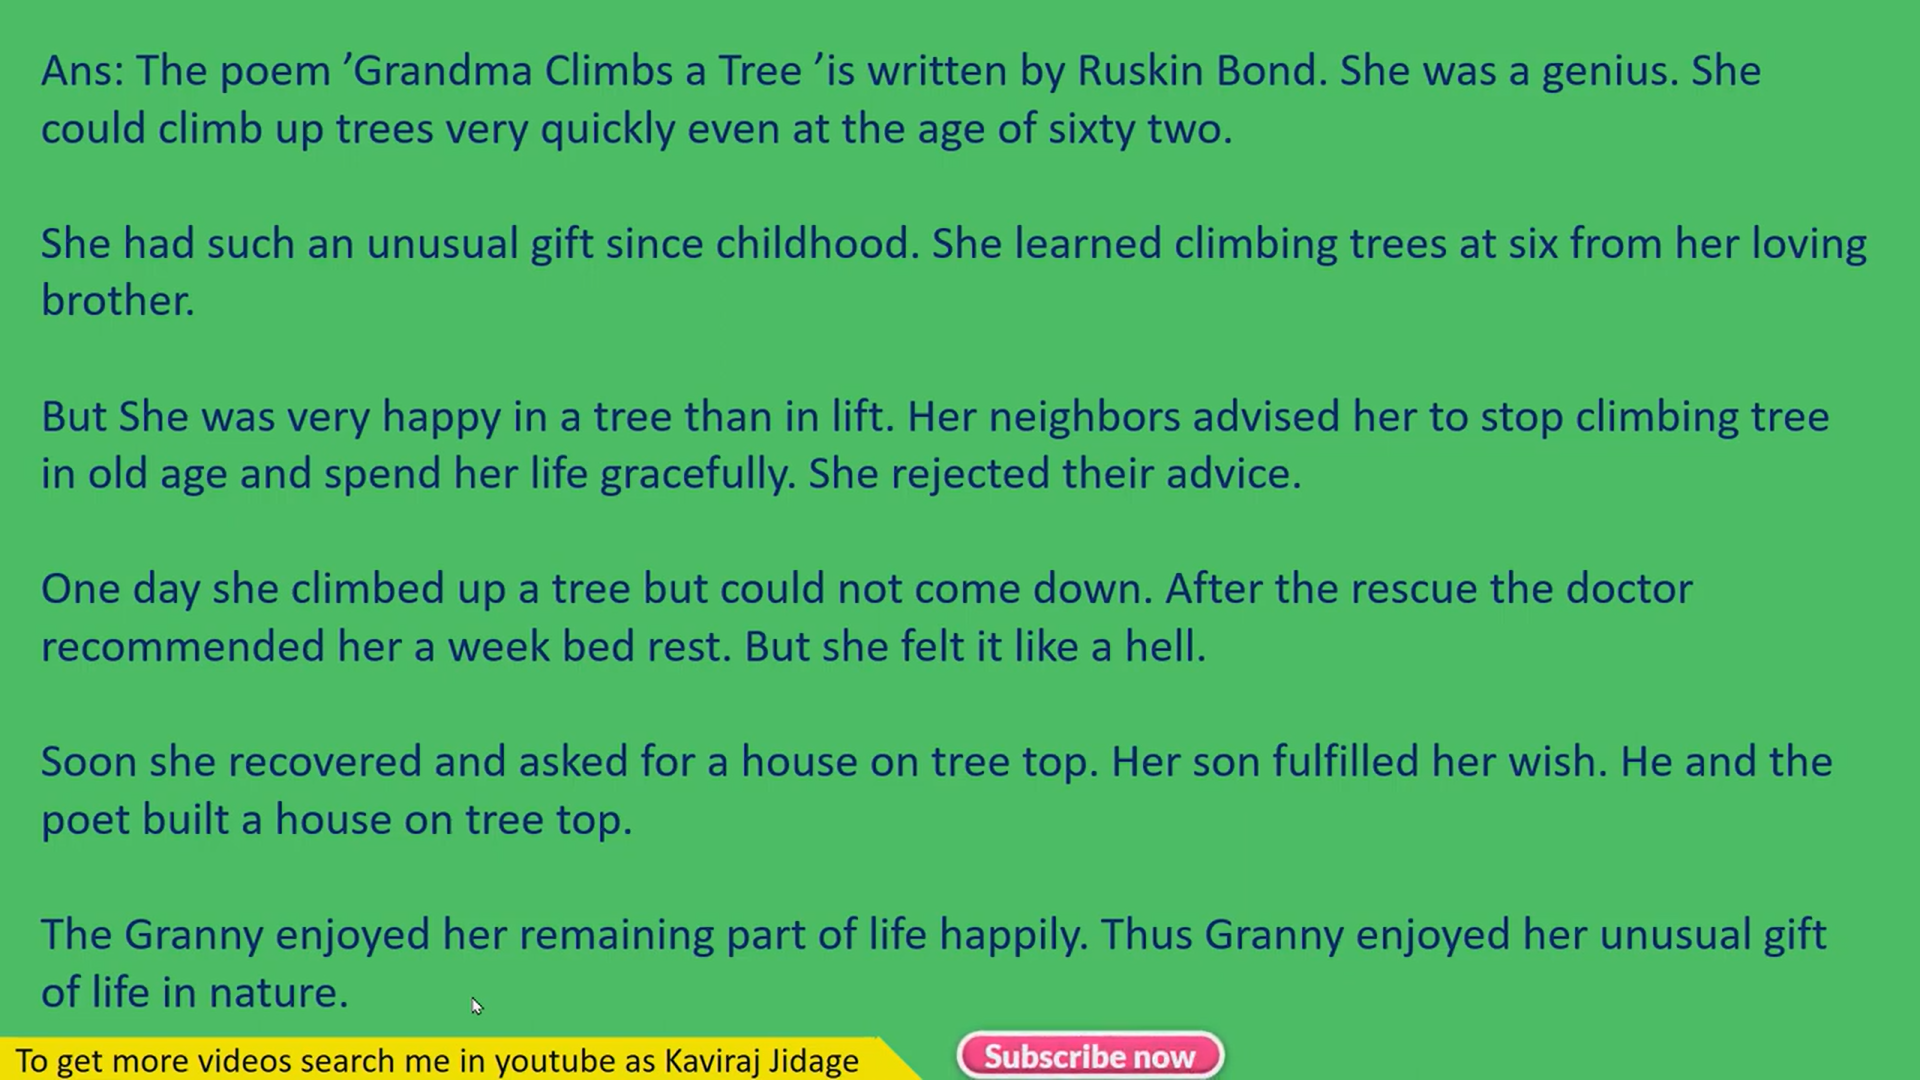 Ans: The poem ’Grandma Climbs a Tree ’is written by Ruskin Bond. She was a genius. She
could climb up trees very quickly even at the age of sixty two.
She had such an unusual gift since childhood. She learned climbing trees at six from her loving
brother.
But She was very happy in a tree than in lift. Her neighbors advised her to stop climbing tree
in old age and spend her life gracefully. She rejected their advice.
One day she climbed up a tree but could not come down. After the rescue the doctor
recommended her a week bed rest. But she felt it like a hell.
Soon she recovered and asked for a house on tree top. Her son fulfilled her wish. He and the
poet built a house on tree top.
The Granny enjoyed her remaining part of life happily. Thus Granny enjoyed her unusual gift
of life in nature.
To get more videos search me in youtube as Kaviraj Jidage
Subscribe now